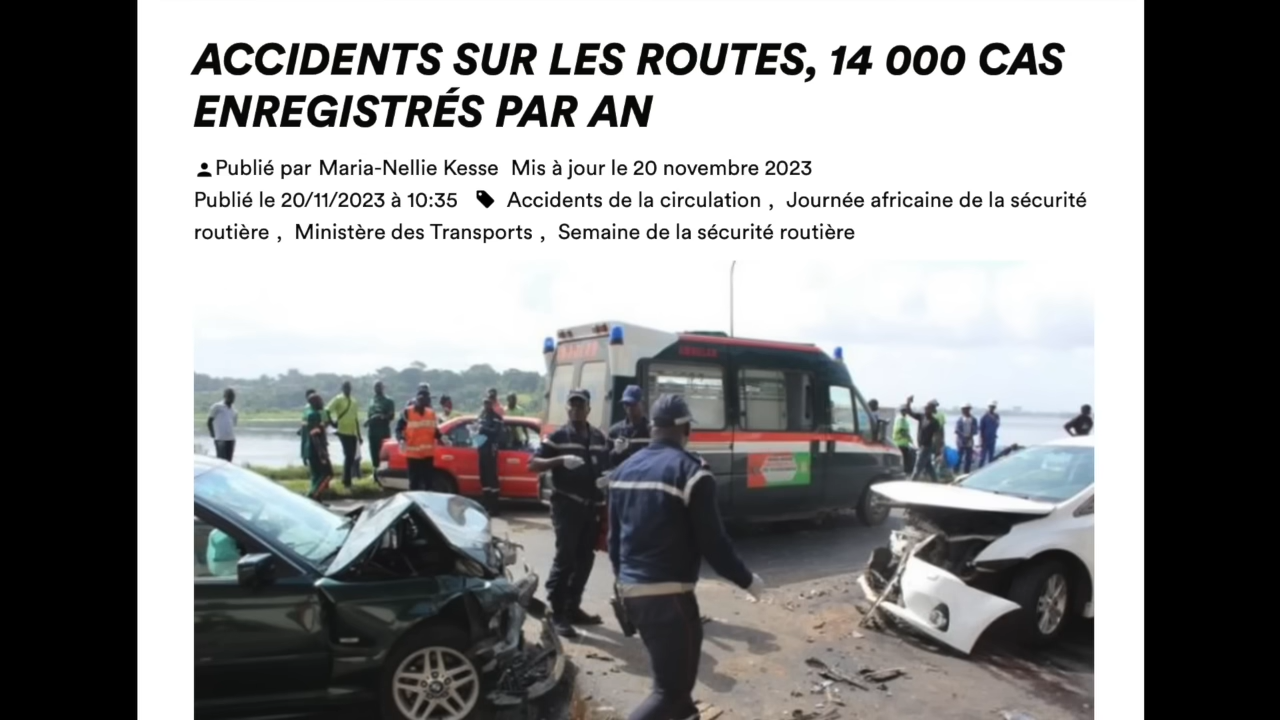 ACCIDENTS SUR LES ROUTES, 14 000 CAS
ENREGISTRÉS PAR AN
Publié par Maria-Nellie Kesse Mis à jour le 20 novembre 2023
Publié le 20/11/2023 à 10:35 Accidents de la circulation , Journée africaine de la sécurité
routière , Ministère des Transports , Semaine de la sécurité routière